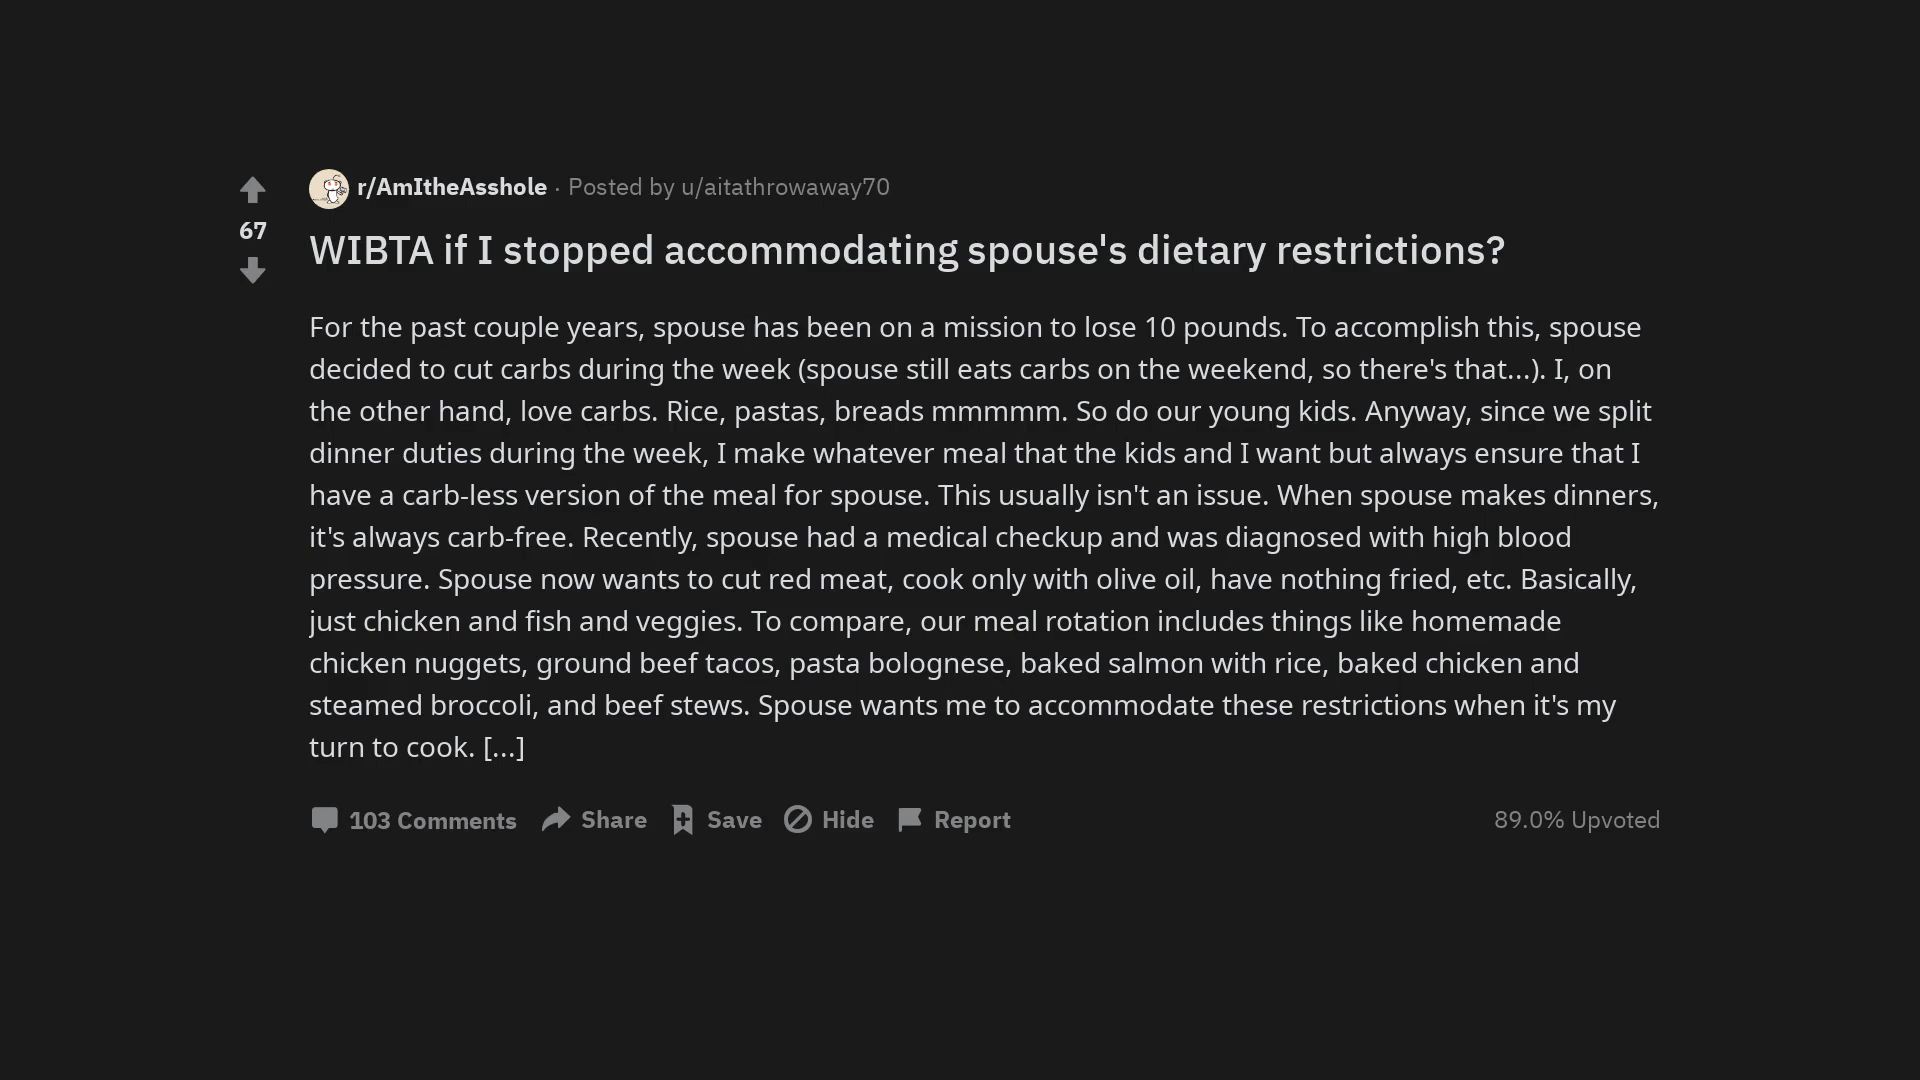 r/AmItheAsshole · Posted by u/aitathrowaway70
67
WIBTA if I stopped accommodating spouse's dietary restrictions?
For the past couple years, spouse has been on a mission to lose 10 pounds. To accomplish this, spouse
decided to cut carbs during the week (spouse still eats carbs on the weekend, so there's that...). I, on
the other hand, love carbs. Rice, pastas, breads mmmmm. So do our young kids. Anyway, since we split
dinner duties during the week, I make whatever meal that the kids and I want but always ensure that I
have a carb-less version of the meal for spouse. This usually isn't an issue. When spouse makes dinners,
it's always carb-free. Recently, spouse had a medical checkup and was diagnosed with high blood
pressure. Spouse now wants to cut red meat, cook only with olive oil, have nothing fried, etc. Basically,
just chicken and fish and veggies. To compare, our meal rotation includes things like homemade
chicken nuggets, ground beef tacos, pasta bolognese, baked salmon with rice, baked chicken and
steamed broccoli, and beef stews. Spouse wants me to accommodate these restrictions when it's my
turn to cook. [...]
103 Comments Share Save Hide Report 89.0% Upvoted